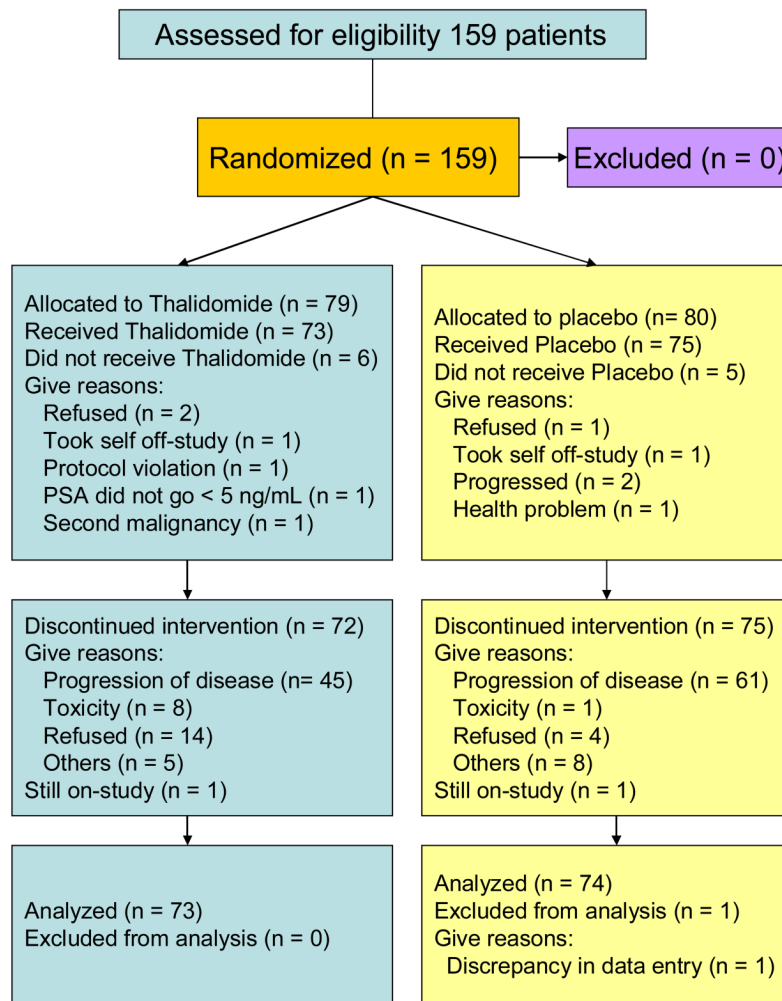 Assessed for eligibility 159 patients
Randomized (n = 159)
Excluded (n = 0)
Allocated to Thalidomide (n = 79)
Received Thalidomide (n = 73)
Did not receive Thalidomide (n = 6)
Give reasons:
Refused (n = 2)
Took self off-study (n = 1)
Protocol violation (n = 1)
PSA did not go < 5 ng/mL (n = 1)
Second malignancy (n = 1)
Allocated to placebo (n= 80)
Received Placebo (n = 75)
Did not receive Placebo (n = 5)
Give reasons:
Refused (n = 1)
Took self off-study (n = 1)
Progressed (n = 2)
Health problem (n = 1)
Discontinued intervention (n = 72)
Give reasons:
Progression of disease (n= 45)
Toxicity (n = 8)
Refused (n = 14)
Others (n = 5)
Still on-study (n = 1)
Discontinued intervention (n = 75)
Give reasons:
Progression of disease (n = 61)
Toxicity (n = 1)
Refused (n = 4)
Others (n = 8)
Still on-study (n = 1)
Analyzed (n = 73)
Excluded from analysis (n = 0)
Analyzed (n = 74)
Excluded from analysis (n = 1)
Give reasons:
Discrepancy in data entry (n = 1)